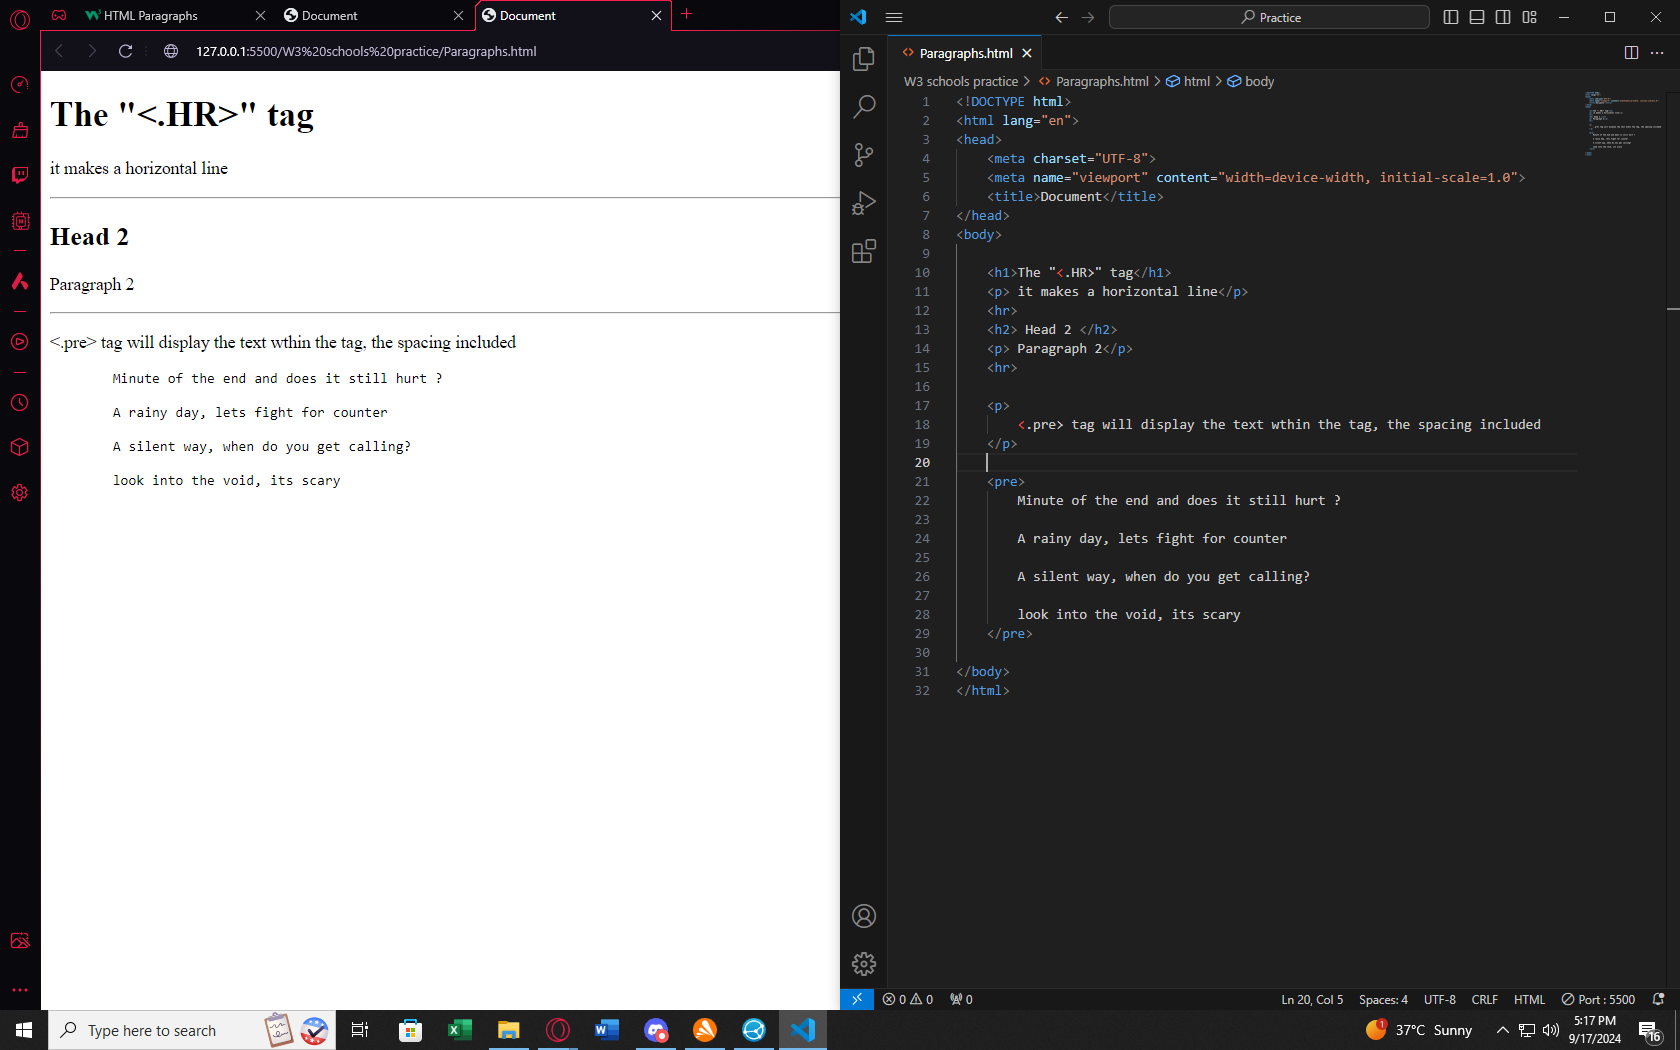 HTML Paragraphs
Document
Document
127.0.0.1:5500/W3%20schools%20practice/Paragraphs.html
The "<.HR>" tag
it makes a horizontal line
Head 2
Paragraph 2
<.pre> tag will display the text wthin the tag, the spacing included
Minute of the end and does it still hurt ?
A rainy day, lets fight for counter
A silent way, when do you get calling?
look into the void, its scary
Practice
Paragraphs.html
W3 schools practice > Paragraphs.html > html > body
1 <!DOCTYPE html>
2 <html lang="en">
3 <head>
4 <meta charset="UTF-8">
5 <meta name="viewport" content="width=device-width, initial-scale=1.0">
6 <title>Document</title>
7 </head>
8 <body>
9
10 <h1>The "<.HR>" tag</h1>
11 <p> it makes a horizontal line</p>
12 <hr>
13 <h2> Head 2 </h2>
14 <p> Paragraph 2</p>
15 <hr>
16
17 <p>
18 <.pre> tag will display the text wthin the tag, the spacing included
19 </p>
20
21 <pre>
22 Minute of the end and does it still hurt ?
23
24 A rainy day, lets fight for counter
25
26 A silent way, when do you get calling?
27
28 look into the void, its scary
29 </pre>
30
31 </body>
32 </html>
0 0 0 Ln 20, Col 5 Spaces: 4 UTF-8 CRLF HTML Port : 5500
Type here to search
1 37°C Sunny
5:17 PM
9/17/2024
16